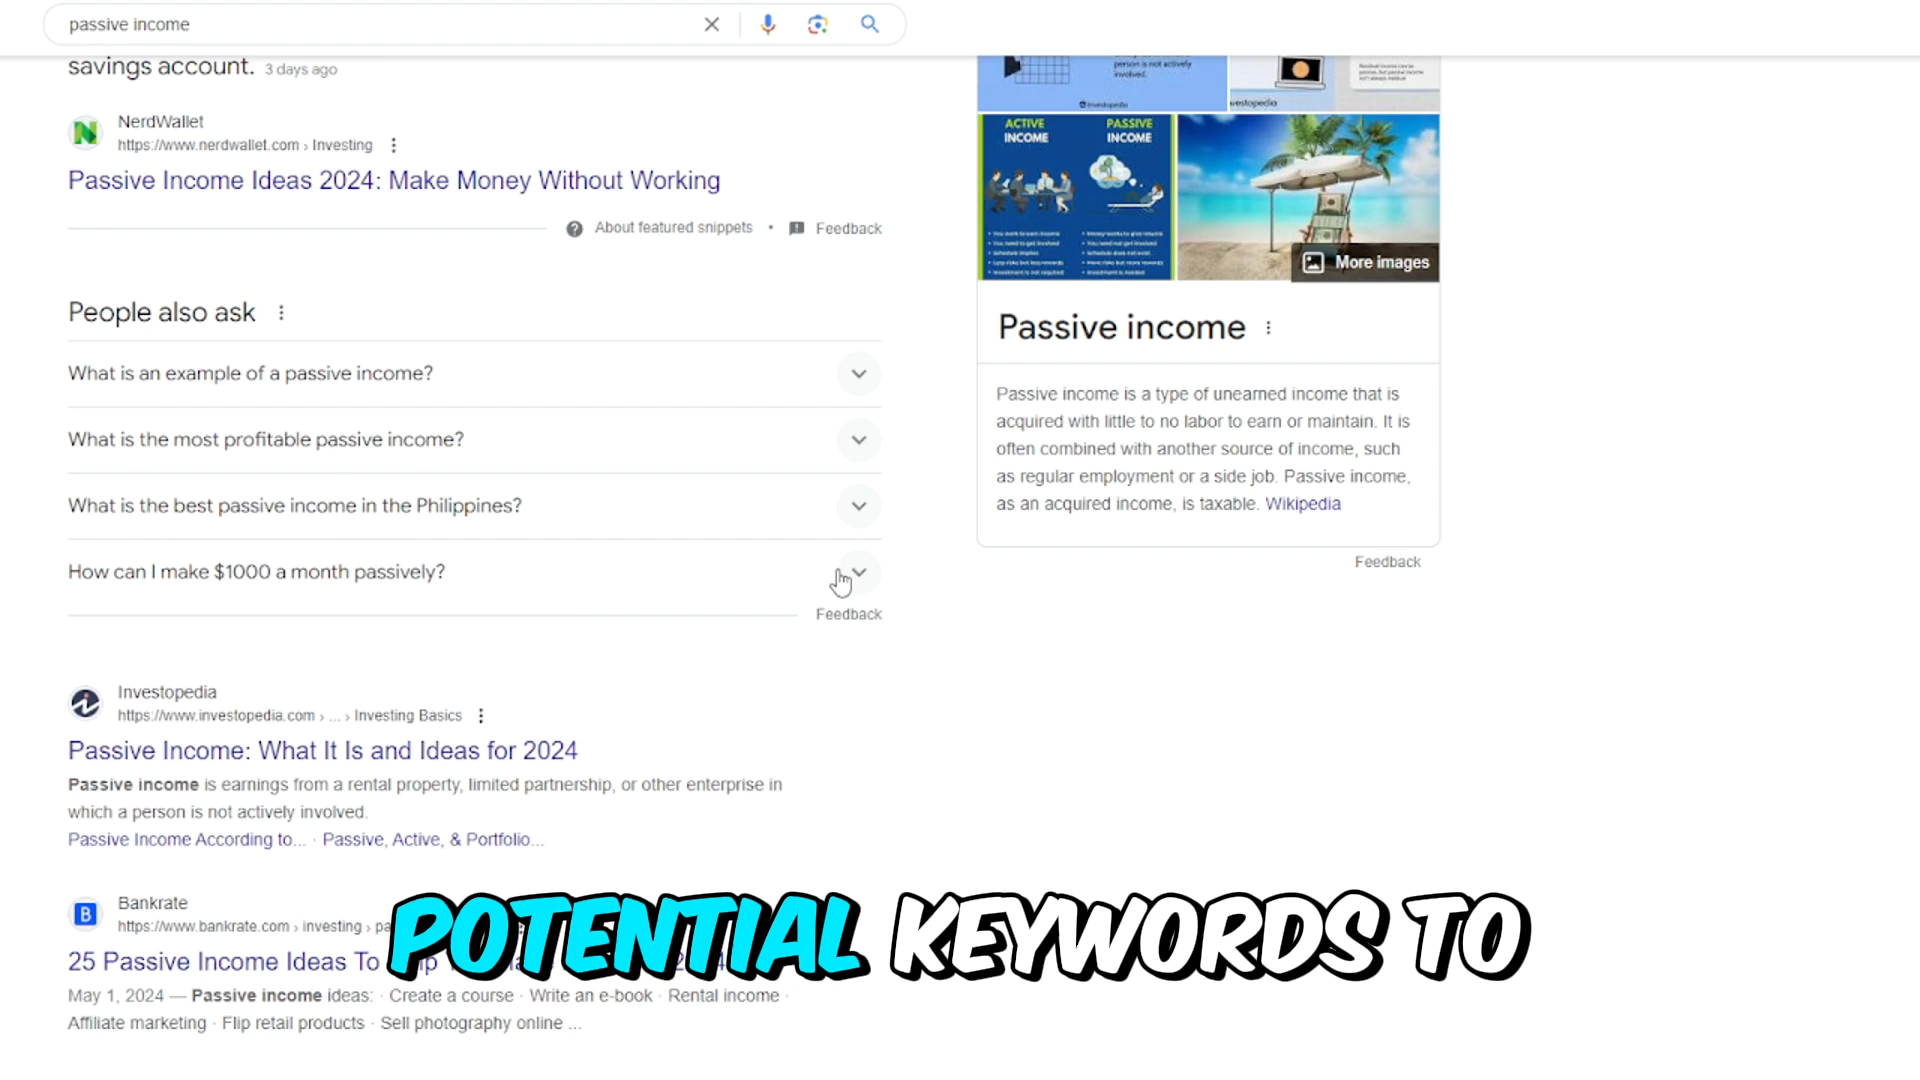 passive income
savings account. 3 days ago
NerdWallet
https://www.nerdwallet.com › Investing
Passive Income Ideas 2024: Make Money Without Working
About featured snippets • Feedback
People also ask
What is an example of a passive income?
What is the most profitable passive income?
What is the best passive income in the Philippines?
How can I make $1000 a month passively?
Feedback
Investopedia
https://www.investopedia.com › ... › Investing Basics
Passive Income: What It Is and Ideas for 2024
Passive income is earnings from a rental property, limited partnership, or other enterprise in
which a person is not actively involved.
Passive Income According to... · Passive, Active, & Portfolio...
Bankrate
https://www.bankrate.com › investing › pa
25 Passive Income Ideas To
May 1, 2024 — Passive income ideas: · Create a course · Write an e-book · Rental income ·
Affiliate marketing · Flip retail products · Sell photography online ...
person is not actively
involved.
Investopedia
vestopedia
ACTIVE
INCOME
PASSIVE
INCOME
More images
Passive income
Passive income is a type of unearned income that is
acquired with little to no labor to earn or maintain. It is
often combined with another source of income, such
as regular employment or a side job. Passive income,
as an acquired income, is taxable. Wikipedia
Feedback
POTENTIAL KEYWORDS TO